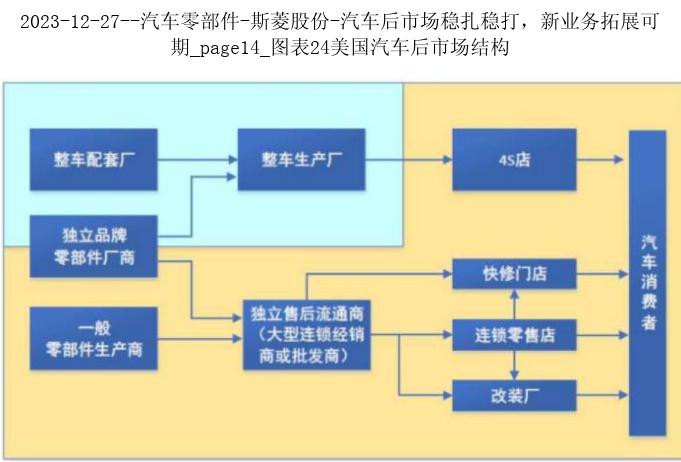 2023-12-27--汽车零部件-斯菱股份-汽车后市场稳扎稳打，新业务拓展可
期_page14_图表24美国汽车后市场结构
整车配套厂
整车生产厂
4S店
独立品牌
零部件厂商
汽车消费者
快修门店
一般
零部件生产商
独立售后流通商
（大型连锁经销
商或批发商）
连锁零售店
改装厂